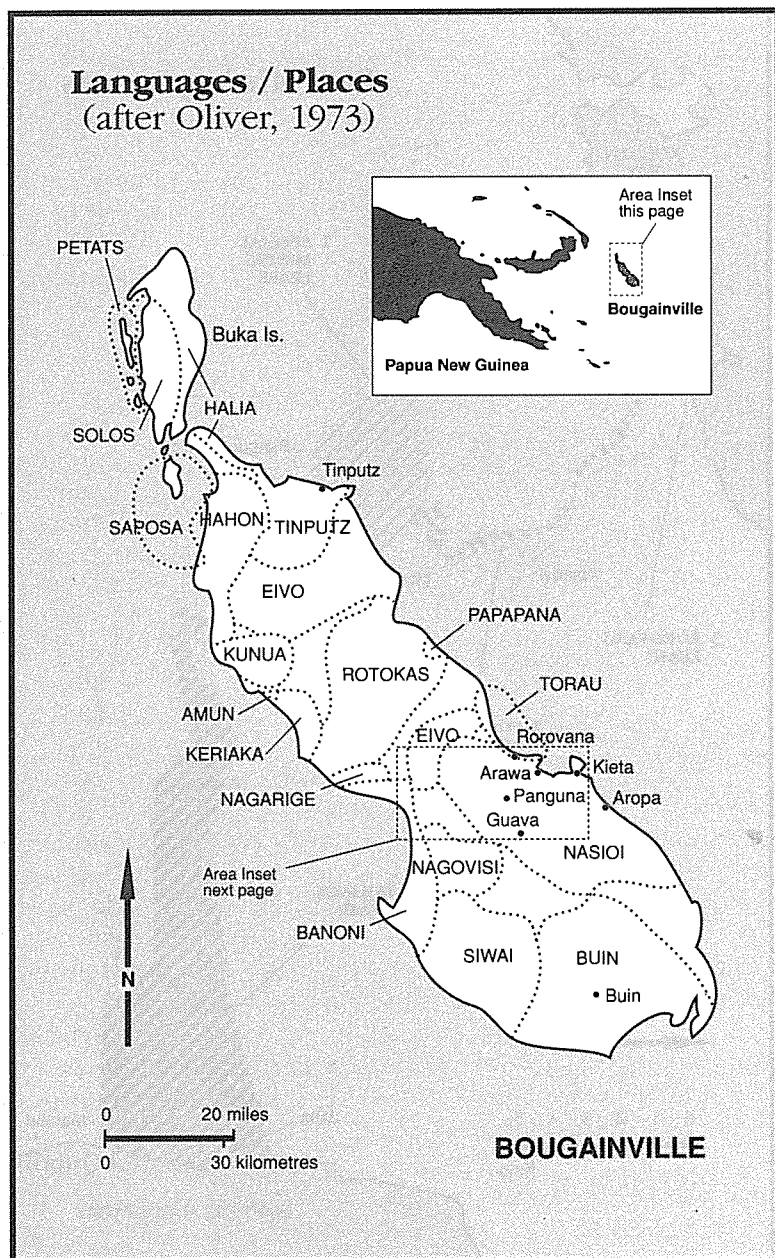 Languages / Places
(after Oliver, 1973)
Area Inset
this page
Bougainville
Papua New Guinea
PETATS
Buka Is.
HALIA
SOLOS
Tinputz
SAPOSA
HAHON
TINPUTZ
EIVO
PAPAPANA
KUNUA
ROTOKAS
TORAU
AMUN
EIVO
Rorovana
KERIAKA
Arawa
Kieta
NAGARIGE
Panguna
Aropa
Guava
NASIOI
Area Inset
next page
NAGOVISI
BANONI
SIWAI
BUIN
N
Buin
0 20 miles
0 30 kilometres
BOUGAINVILLE